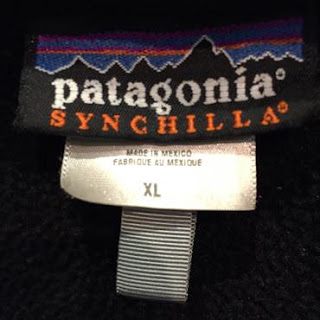 patagonia®
SYNCHILLA®
MADE IN MEXICO
FABRIQUE AU MEXIQUE
XL